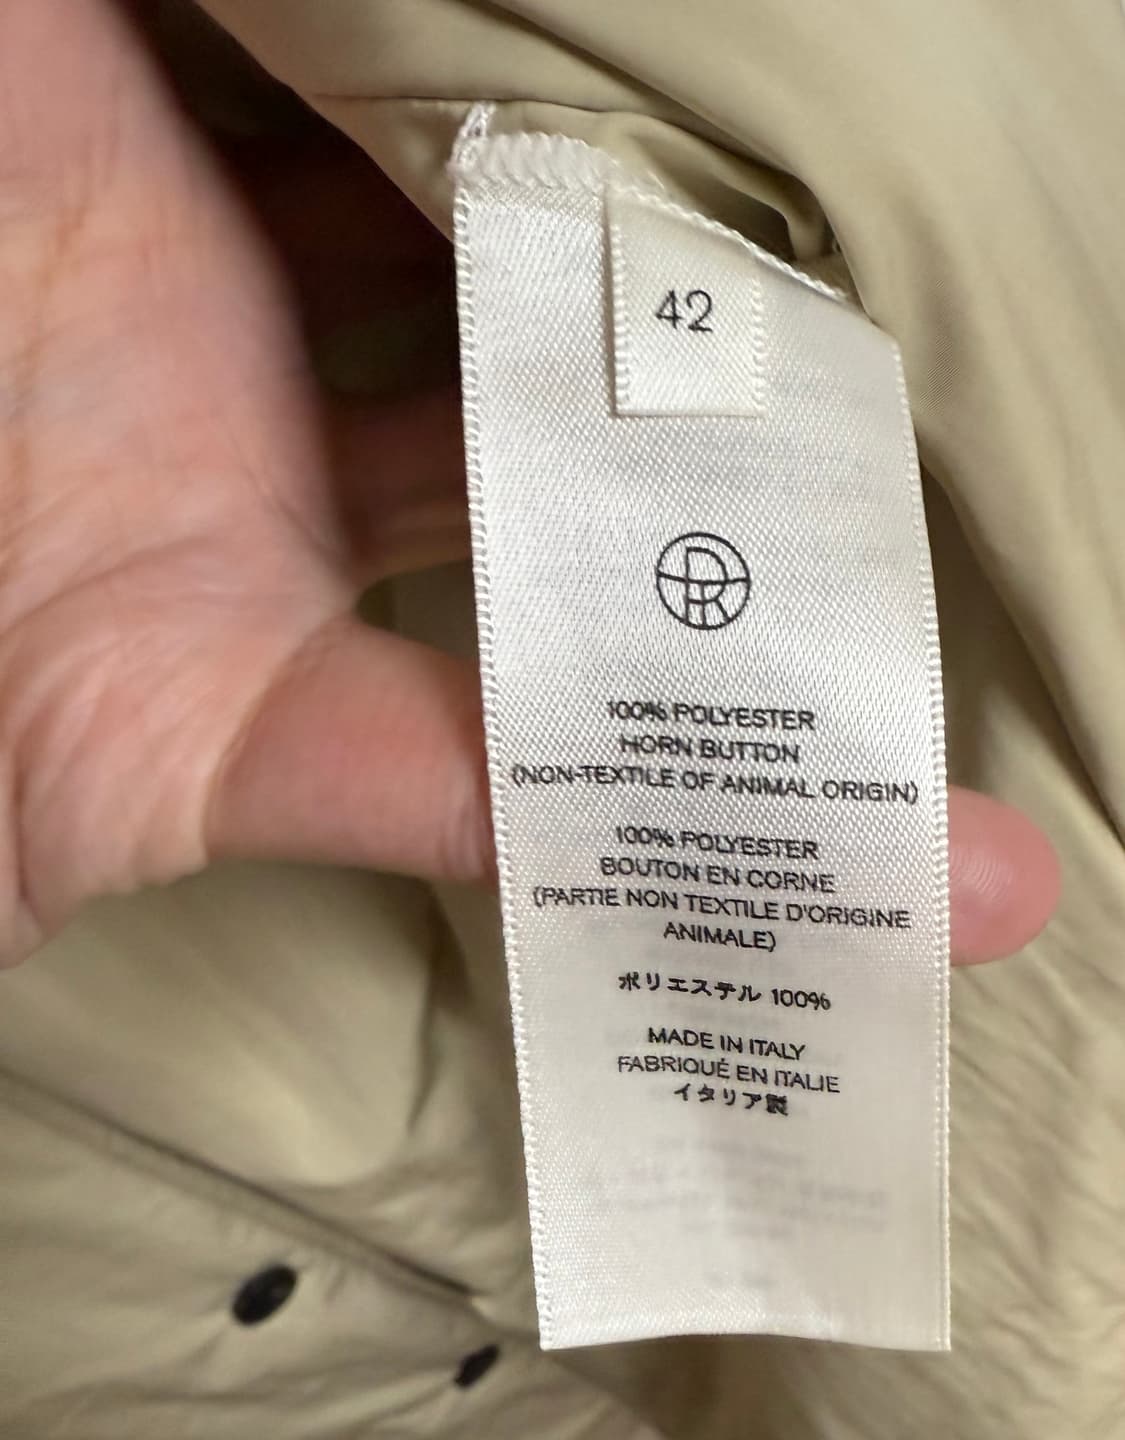 42
DR
100% POLYESTER
HORN BUTTON
(NON-TEXTILE OF ANIMAL ORIGIN)
100% POLYESTER
BOUTON EN CORNE
(PARTIE NON TEXTILE D'ORIGINE
ANIMALE)
ポリエステル 100%
MADE IN ITALY
FABRIQUÉ EN ITALIE
イタリア製